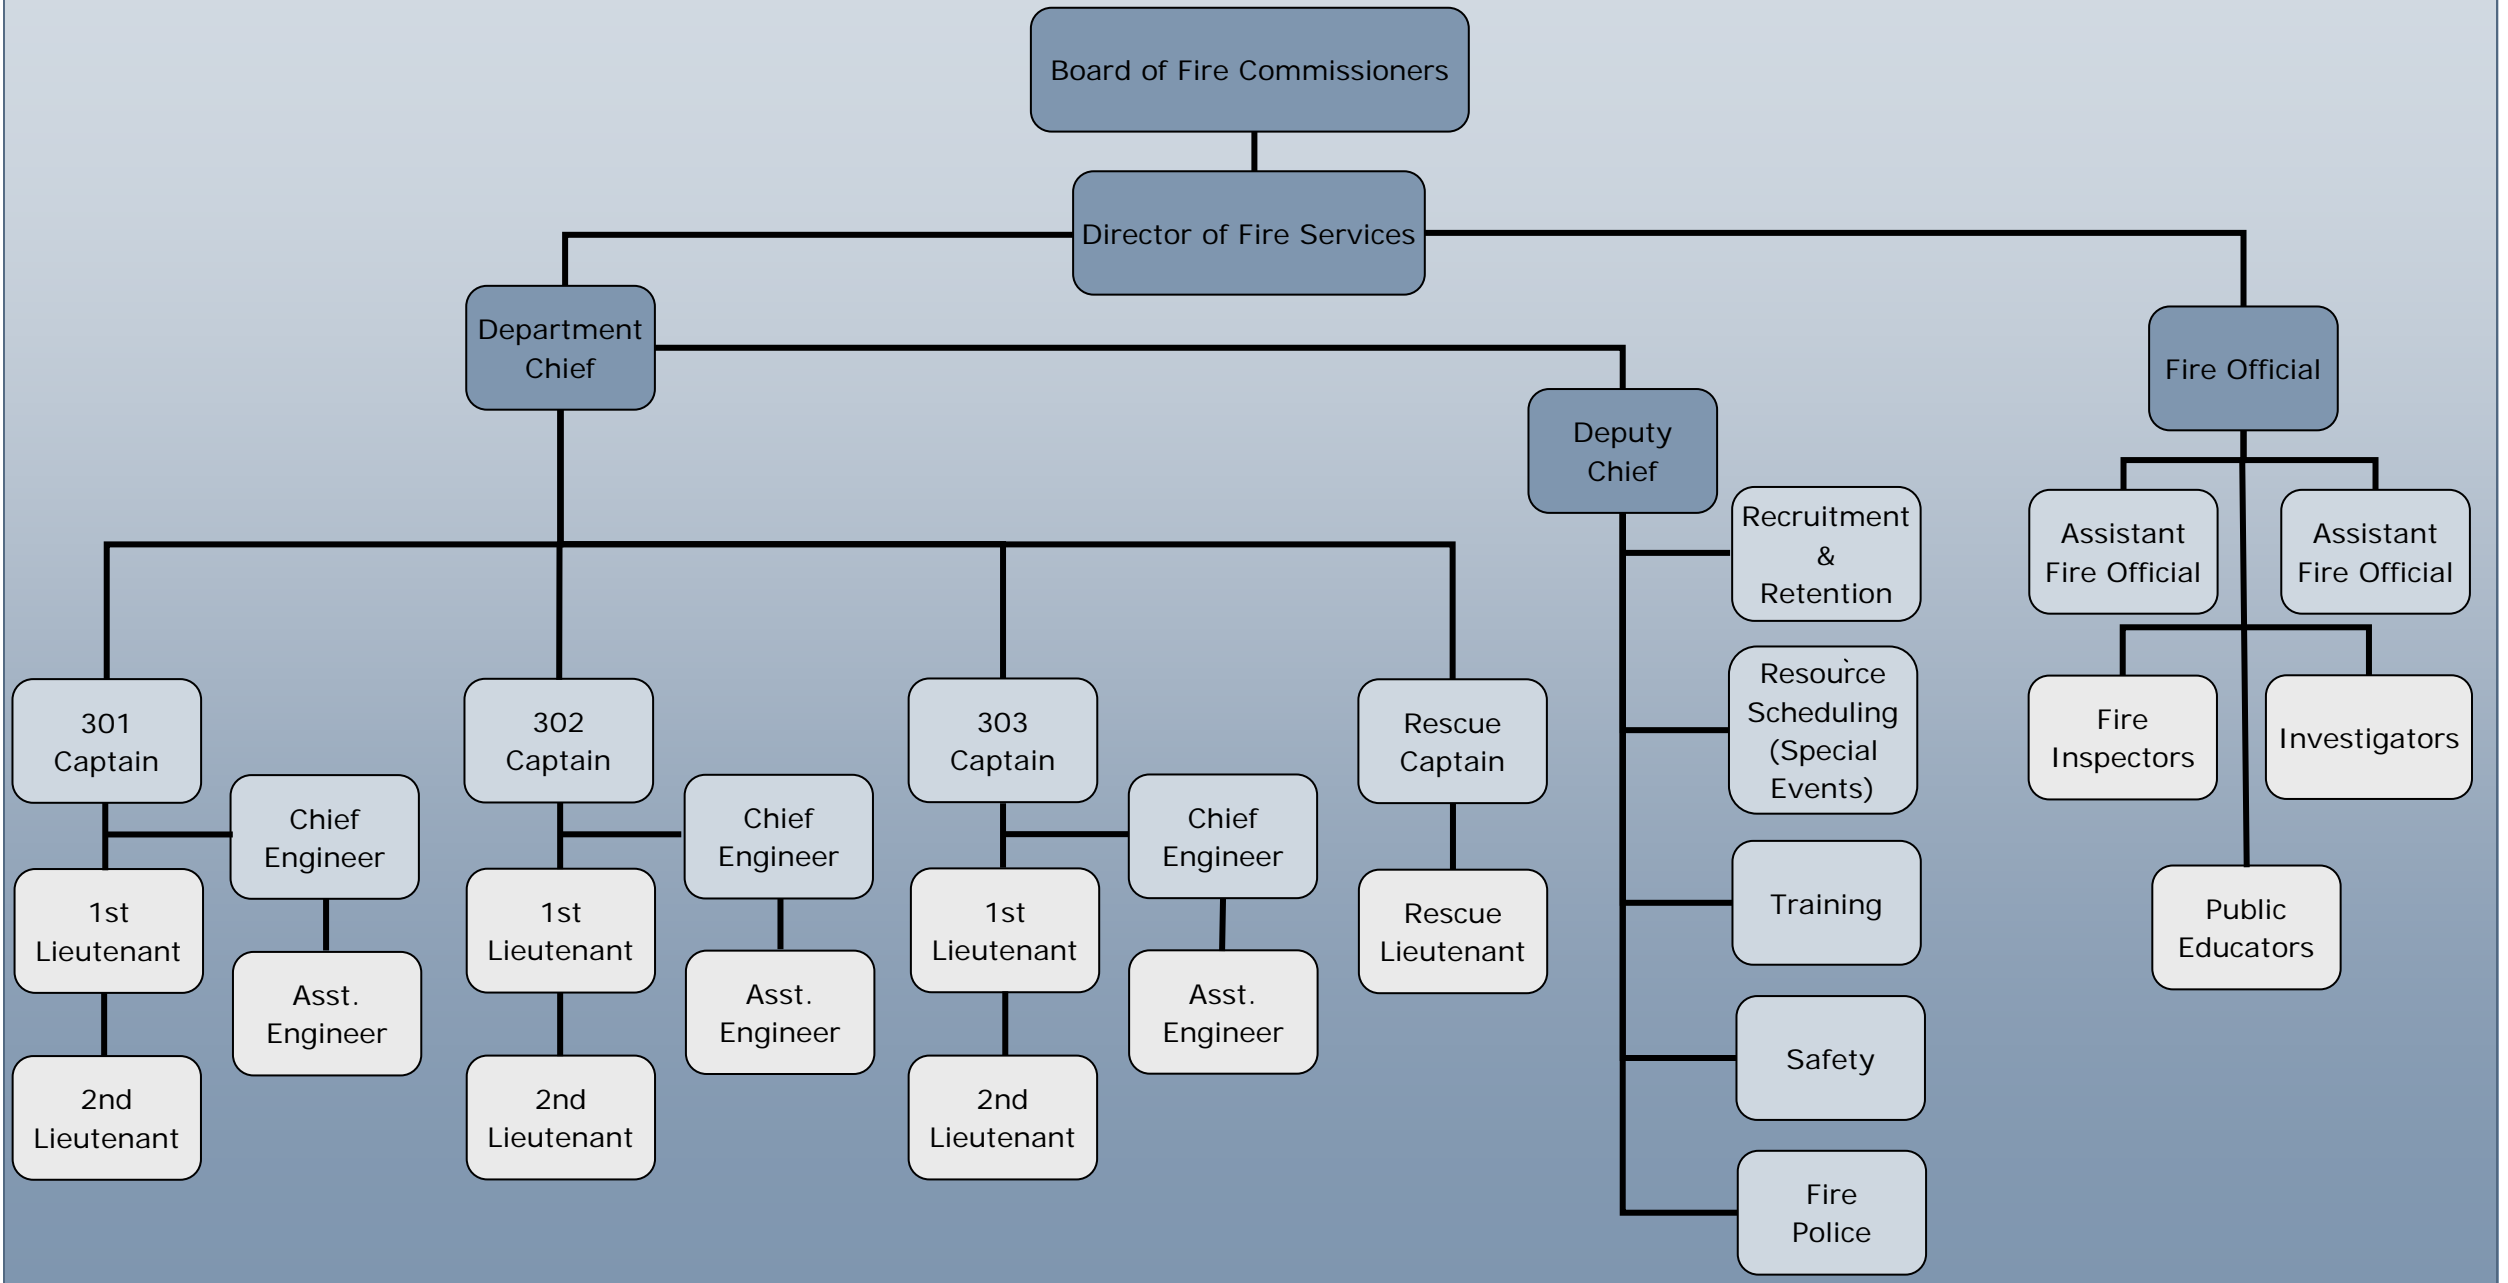 Board of Fire Commissioners
Director of Fire Services
Department
Chief
Fire Official
Deputy
Chief
Recruitment
&
Retention
Assistant
Fire Official
Assistant
Fire Official
Resource
Scheduling
(Special
Events)
Fire
Inspectors
Investigators
301
Captain
302
Captain
303
Captain
Rescue
Captain
Chief
Engineer
Chief
Engineer
Chief
Engineer
Training
1st
Lieutenant
1st
Lieutenant
1st
Lieutenant
Rescue
Lieutenant
Public
Educators
Asst.
Engineer
Asst.
Engineer
Asst.
Engineer
Safety
2nd
Lieutenant
2nd
Lieutenant
2nd
Lieutenant
Fire
Police